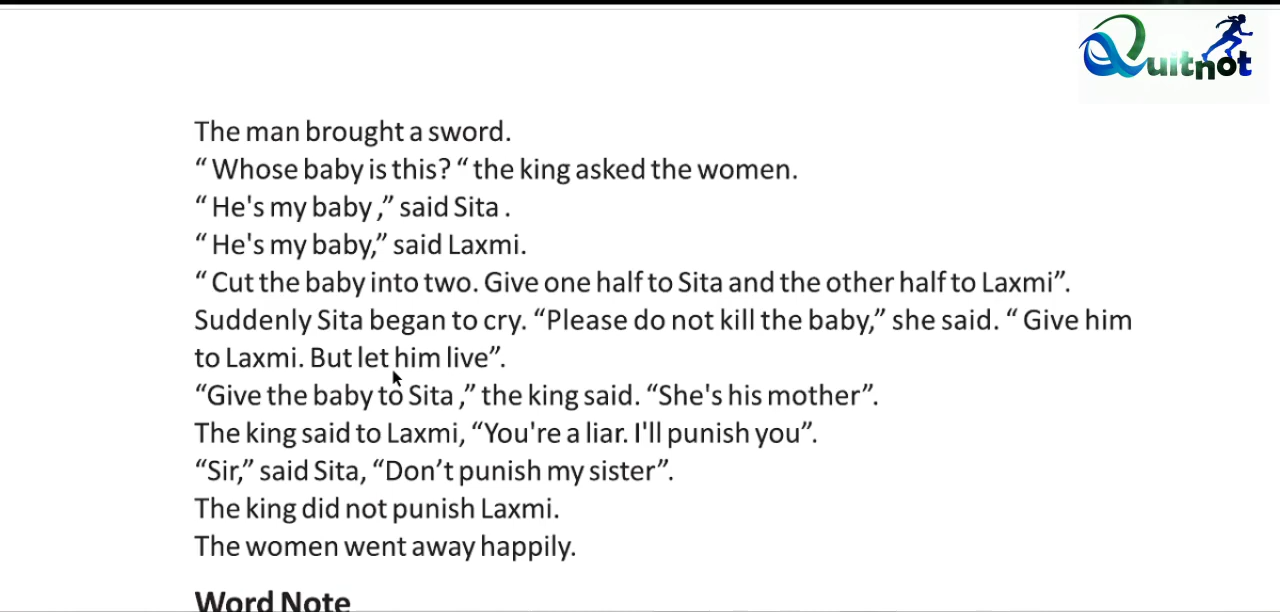 Quitnot
The man brought a sword.
“ Whose baby is this? “ the king asked the women.
“ He's my baby ,” said Sita .
“ He's my baby,” said Laxmi.
“ Cut the baby into two. Give one half to Sita and the other half to Laxmi”.
Suddenly Sita began to cry. “Please do not kill the baby,” she said. “ Give him
to Laxmi. But let him live”.
“Give the baby to Sita ,” the king said. “She's his mother”.
The king said to Laxmi, “You're a liar. I'll punish you”.
“Sir,” said Sita, “Don’t punish my sister”.
The king did not punish Laxmi.
The women went away happily.
Word Note